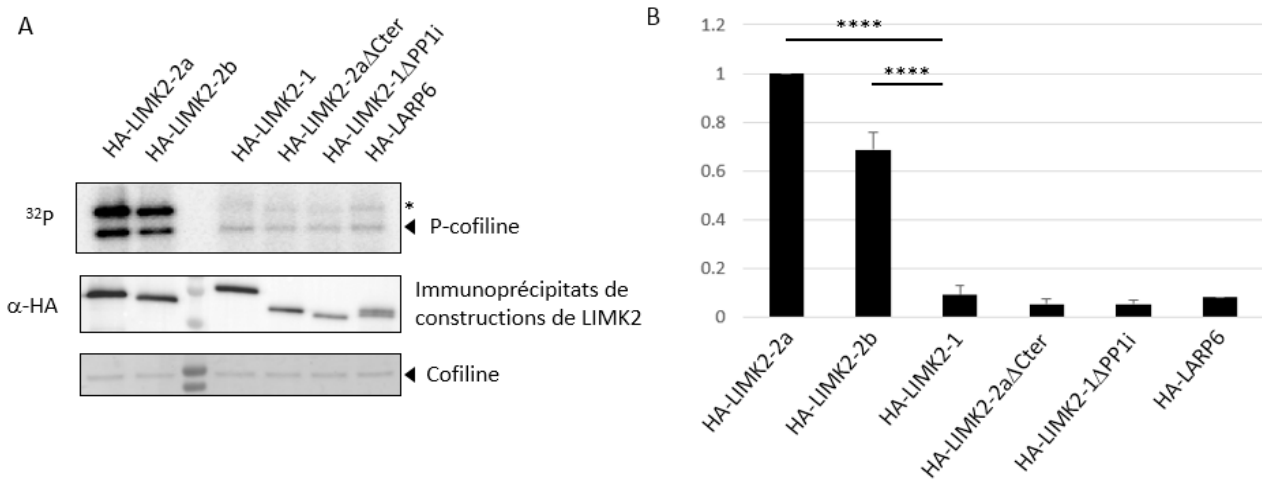 A
HA-LIMK2-2a
HA-LIMK2-2b
HA-LIMK2-1
HA-LIMK2-2aΔCter
HA-LIMK2-1ΔPP1i
HA-LARP6
32p
*
P-cofiline
α-HA
Immunoprécipitats de
constructions de LIMK2
Cofiline
B
1.2
1
0.8
0.6
0.4
0.2
0
****
****
HA-LIMK2-2a
HA-LIMK2-2b
HA-LIMK2-1
HA-LIMK2-2aΔCter
HA-LIMK2-1ΔPP1i
HA-LARP6